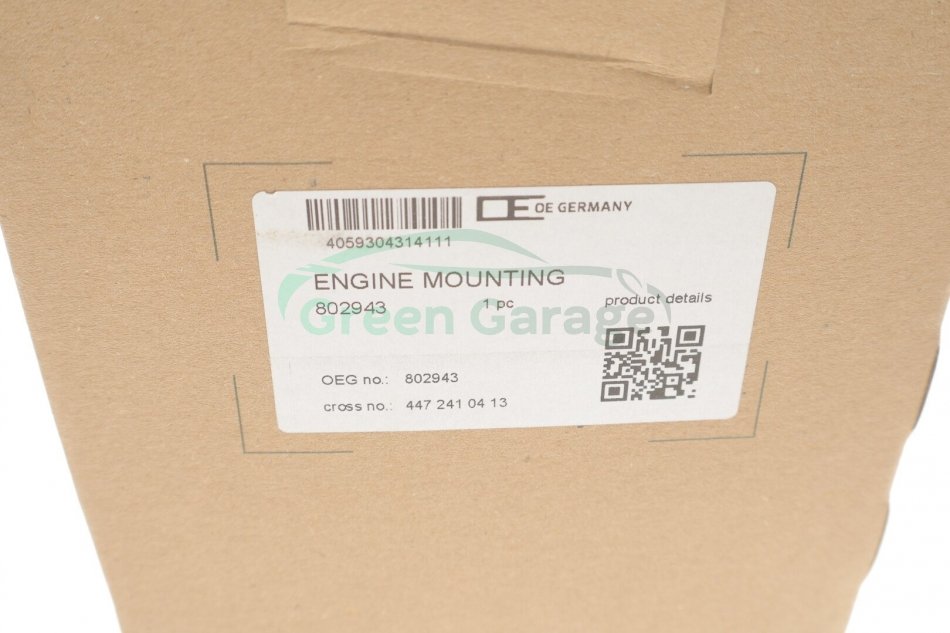 OE GERMANY
4059304314111
ENGINE MOUNTING
802943 1 pc product details
Green Garage
OEG no.: 802943
cross no.: 447 241 04 13